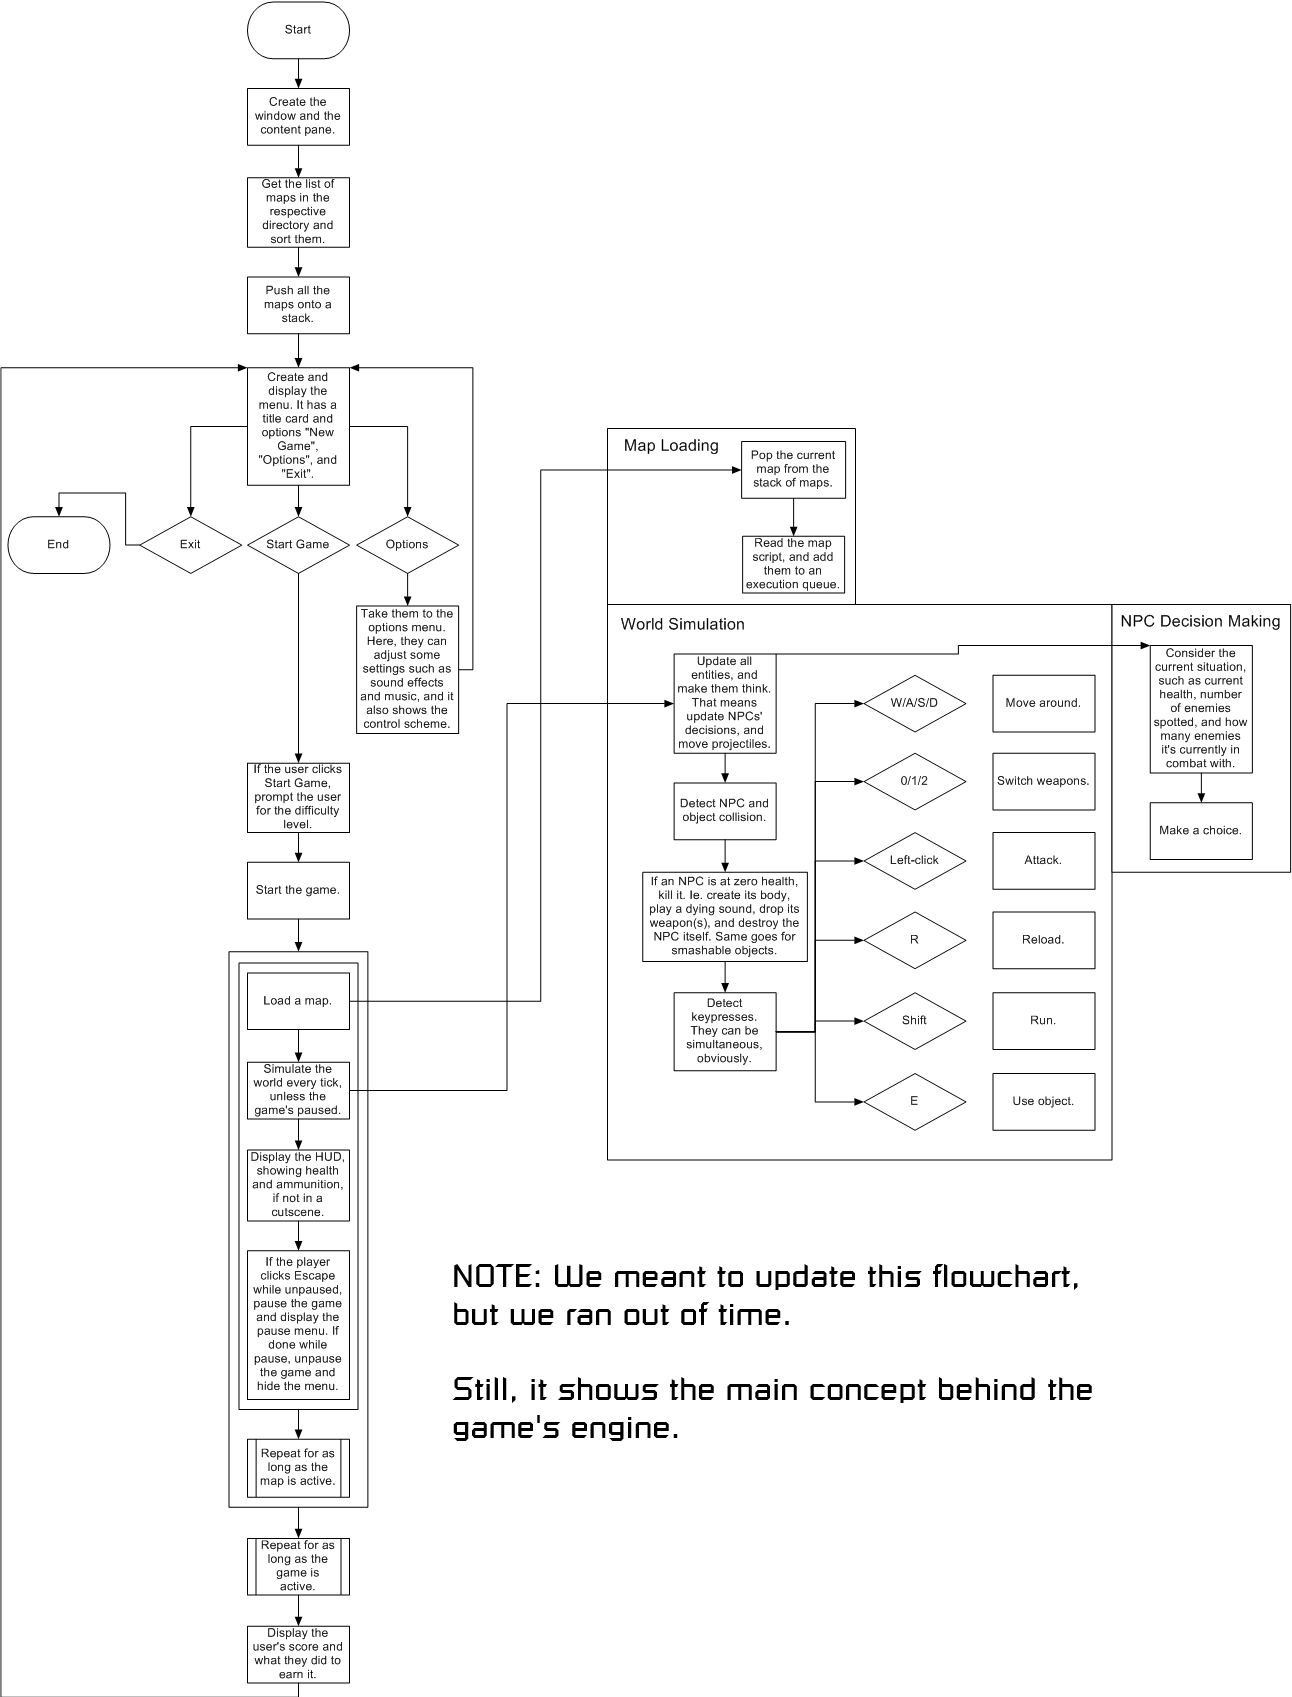 Start
Create the
window and the
content pane.
Get the list of
maps in the
respective
directory and
sort them.
Push all the
maps onto a
stack.
Create and
display the
menu. It has a
title card and
options "New
Game",
"Options", and
"Exit".
End
Exit
Start Game
Options
Take them to the
options menu.
Here, they can
adjust some
settings such as
sound effects
and music, and it
also shows the
control scheme.
If the user clicks
Start Game,
prompt the user
for the difficulty
level.
Start the game.
Load a map.
Simulate the
world every tick,
unless the
game's paused.
Display the HUD,
showing health
and ammunition,
if not in a
cutscene.
If the player
clicks Escape
while unpaused,
pause the game
and display the
pause menu. If
done while
pause, unpause
the game and
hide the menu.
Repeat for as
long as the
map is active.
Repeat for as
long as the
game is
active.
Display the
user's score and
what they did to
earn it.
Map Loading
Pop the current
map from the
stack of maps.
Read the map
script, and add
them to an
execution queue.
World Simulation
Update all
entities, and
make them think.
That means
update NPCs'
decisions, and
move projectiles.
Detect NPC and
object collision.
If an NPC is at zero health,
kill it. Ie. create its body,
play a dying sound, drop its
weapon(s), and destroy the
NPC itself. Same goes for
smashable objects.
Detect
keypresses.
They can be
simultaneous,
obviously.
W/A/S/D
Move around.
0/1/2
Switch weapons.
Left-click
Attack.
R
Reload.
Shift
Run.
E
Use object.
NPC Decision Making
Consider the
current situation,
such as current
health, number
of enemies
spotted, and how
many enemies
it's currently in
combat with.
Make a choice.
NOTE: We meant to update this flowchart,
but we ran out of time.
Still, it shows the main concept behind the
game's engine.